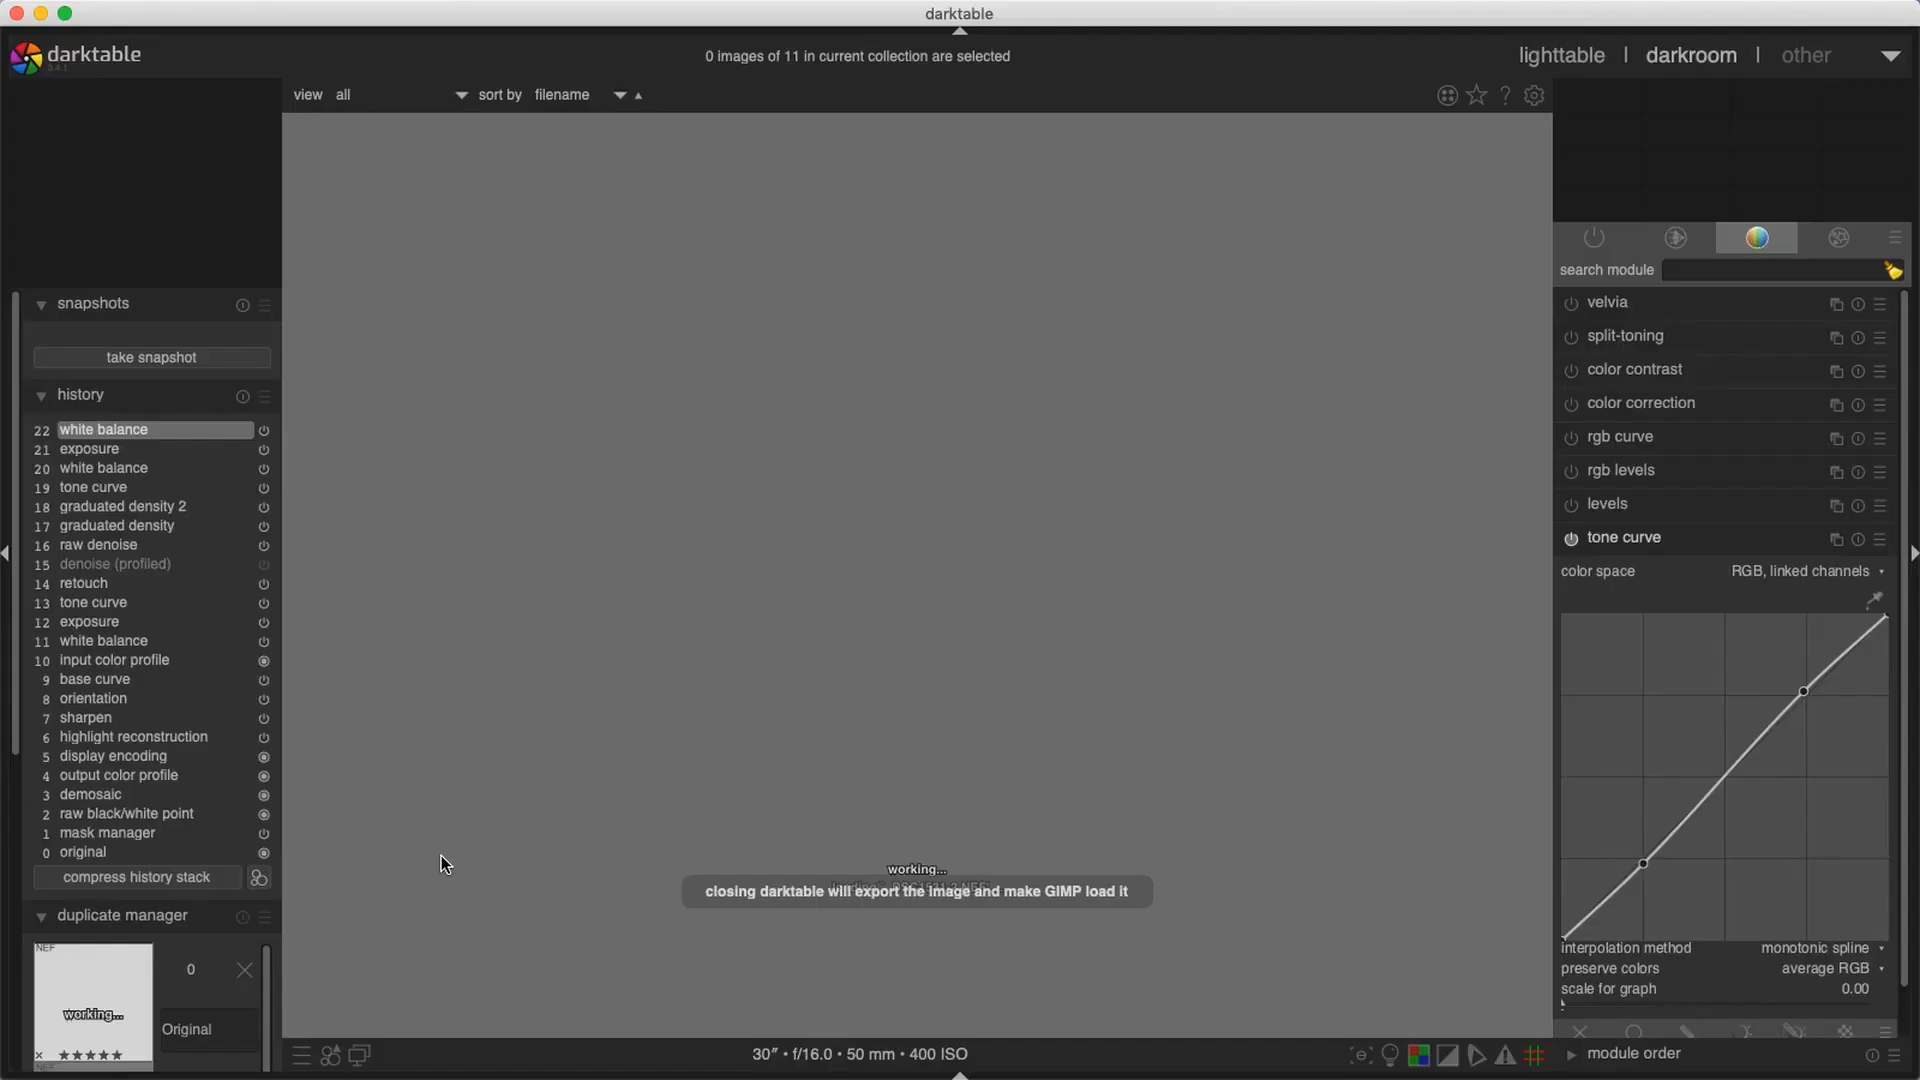 darktable
darktable
3.4.1
0 images of 11 in current collection are selected
lighttable | darkroom | other
view all sort by filename
?
search module
snapshots
take snapshot
history
22 white balance
21 exposure
20 white balance
19 tone curve
18 graduated density 2
17 graduated density
16 raw denoise
15 denoise (profiled)
14 retouch
13 tone curve
12 exposure
11 white balance
10 input color profile
9 base curve
8 orientation
7 sharpen
6 highlight reconstruction
5 display encoding
4 output color profile
3 demosaic
2 raw black/white point
1 mask manager
0 original
compress history stack
duplicate manager
NEF
working...
0
Original
NEF
working...
closing darktable will export the image and make GIMP load it
30″ • f/16.0 • 50 mm • 400 ISO
velvia
split-toning
color contrast
color correction
rgb curve
rgb levels
levels
tone curve
color space RGB, linked channels
interpolation method monotonic spline
preserve colors average RGB
scale for graph 0.00
module order